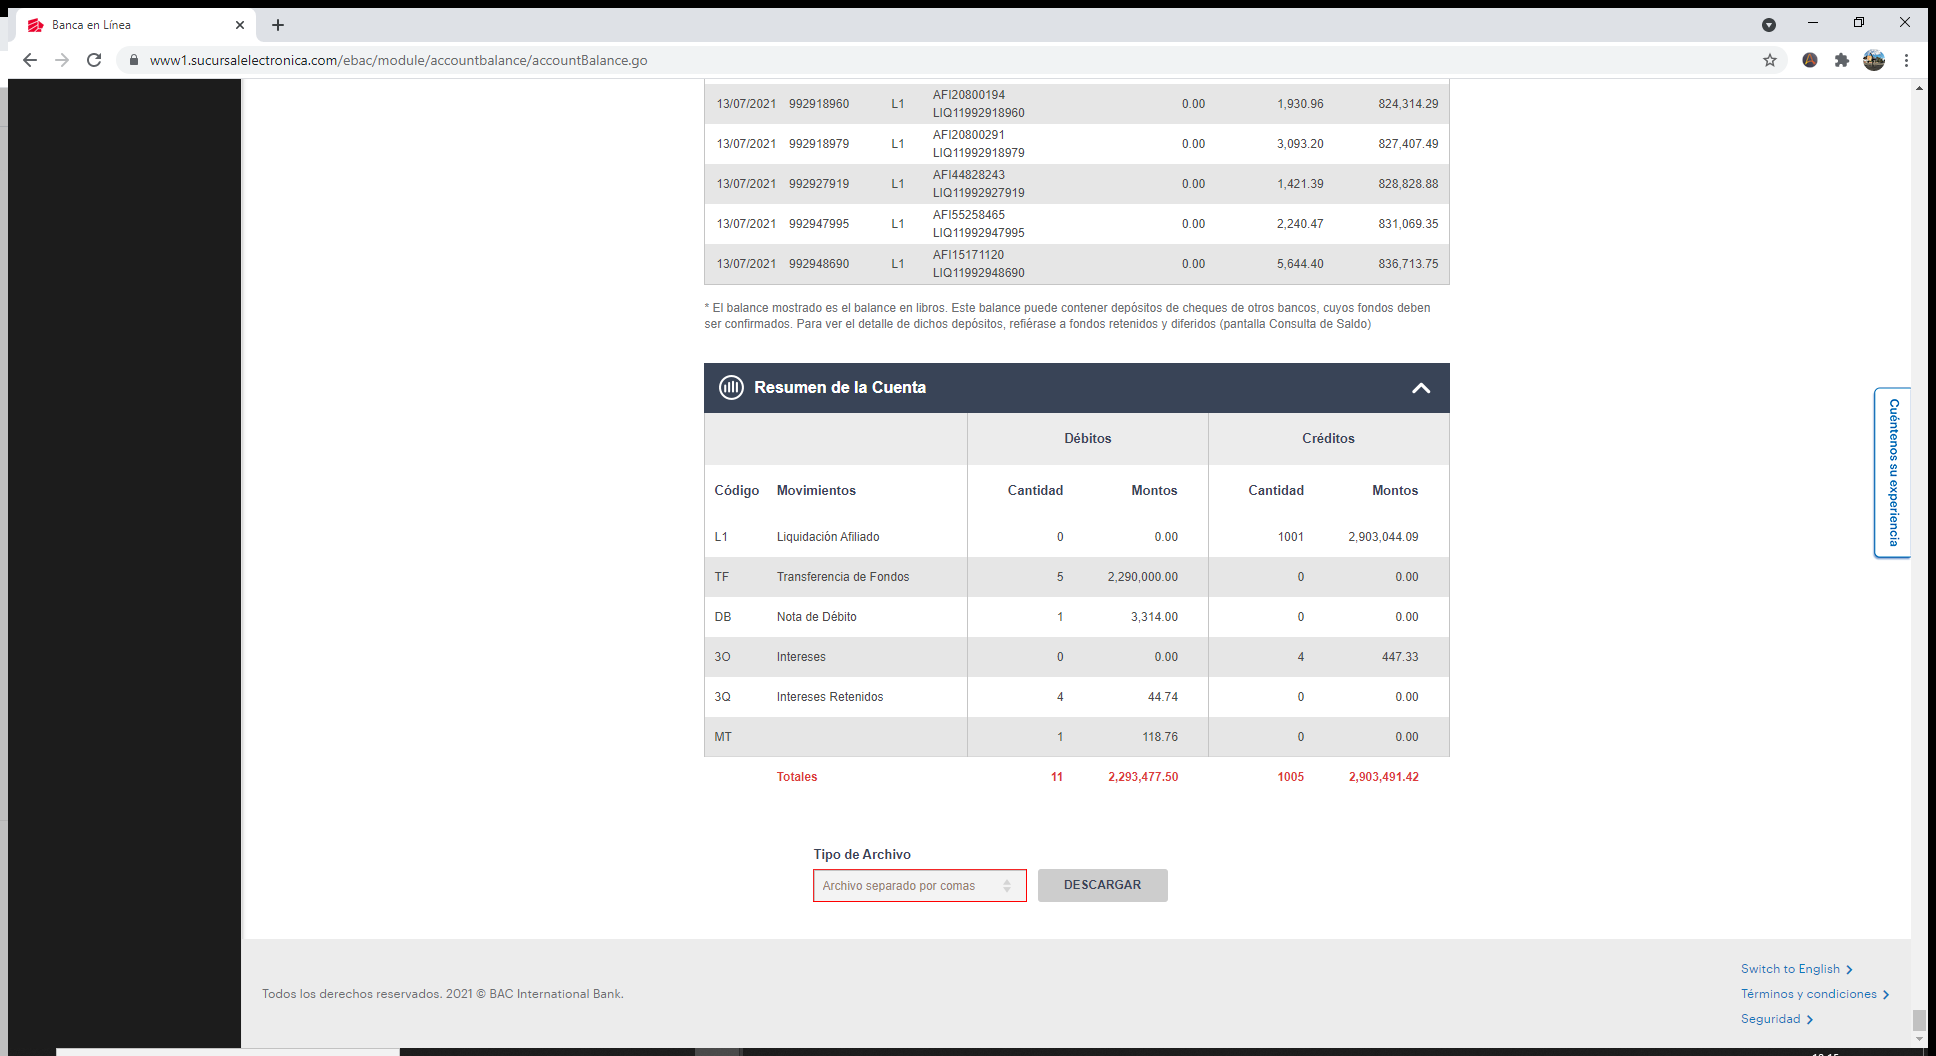 Banca en Línea
www1.sucursalelectronica.com/ebac/module/accountbalance/accountBalance.go
13/07/2021 992918960 L1 AFI20800194 LIQ11992918960 0.00 1,930.96 824,314.29
13/07/2021 992918979 L1 AFI20800291 LIQ11992918979 0.00 3,093.20 827,407.49
13/07/2021 992927919 L1 AFI44828243 LIQ11992927919 0.00 1,421.39 828,828.88
13/07/2021 992947995 L1 AFI55258465 LIQ11992947995 0.00 2,240.47 831,069.35
13/07/2021 992948690 L1 AFI15171120 LIQ11992948690 0.00 5,644.40 836,713.75
* El balance mostrado es el balance en libros. Este balance puede contener depósitos de cheques de otros bancos, cuyos fondos deben
ser confirmados. Para ver el detalle de dichos depósitos, refiérase a fondos retenidos y diferidos (pantalla Consulta de Saldo)
Resumen de la Cuenta
Débitos Créditos
Código Movimientos Cantidad Montos Cantidad Montos
L1 Liquidación Afiliado 0 0.00 1001 2,903,044.09
TF Transferencia de Fondos 5 2,290,000.00 0 0.00
DB Nota de Débito 1 3,314.00 0 0.00
3O Intereses 0 0.00 4 447.33
3Q Intereses Retenidos 4 44.74 0 0.00
MT 1 118.76 0 0.00
Totales 11 2,293,477.50 1005 2,903,491.42
Tipo de Archivo
Archivo separado por comas DESCARGAR
Cuéntenos su experiencia
Switch to English
Todos los derechos reservados. 2021 © BAC International Bank.
Términos y condiciones
Seguridad